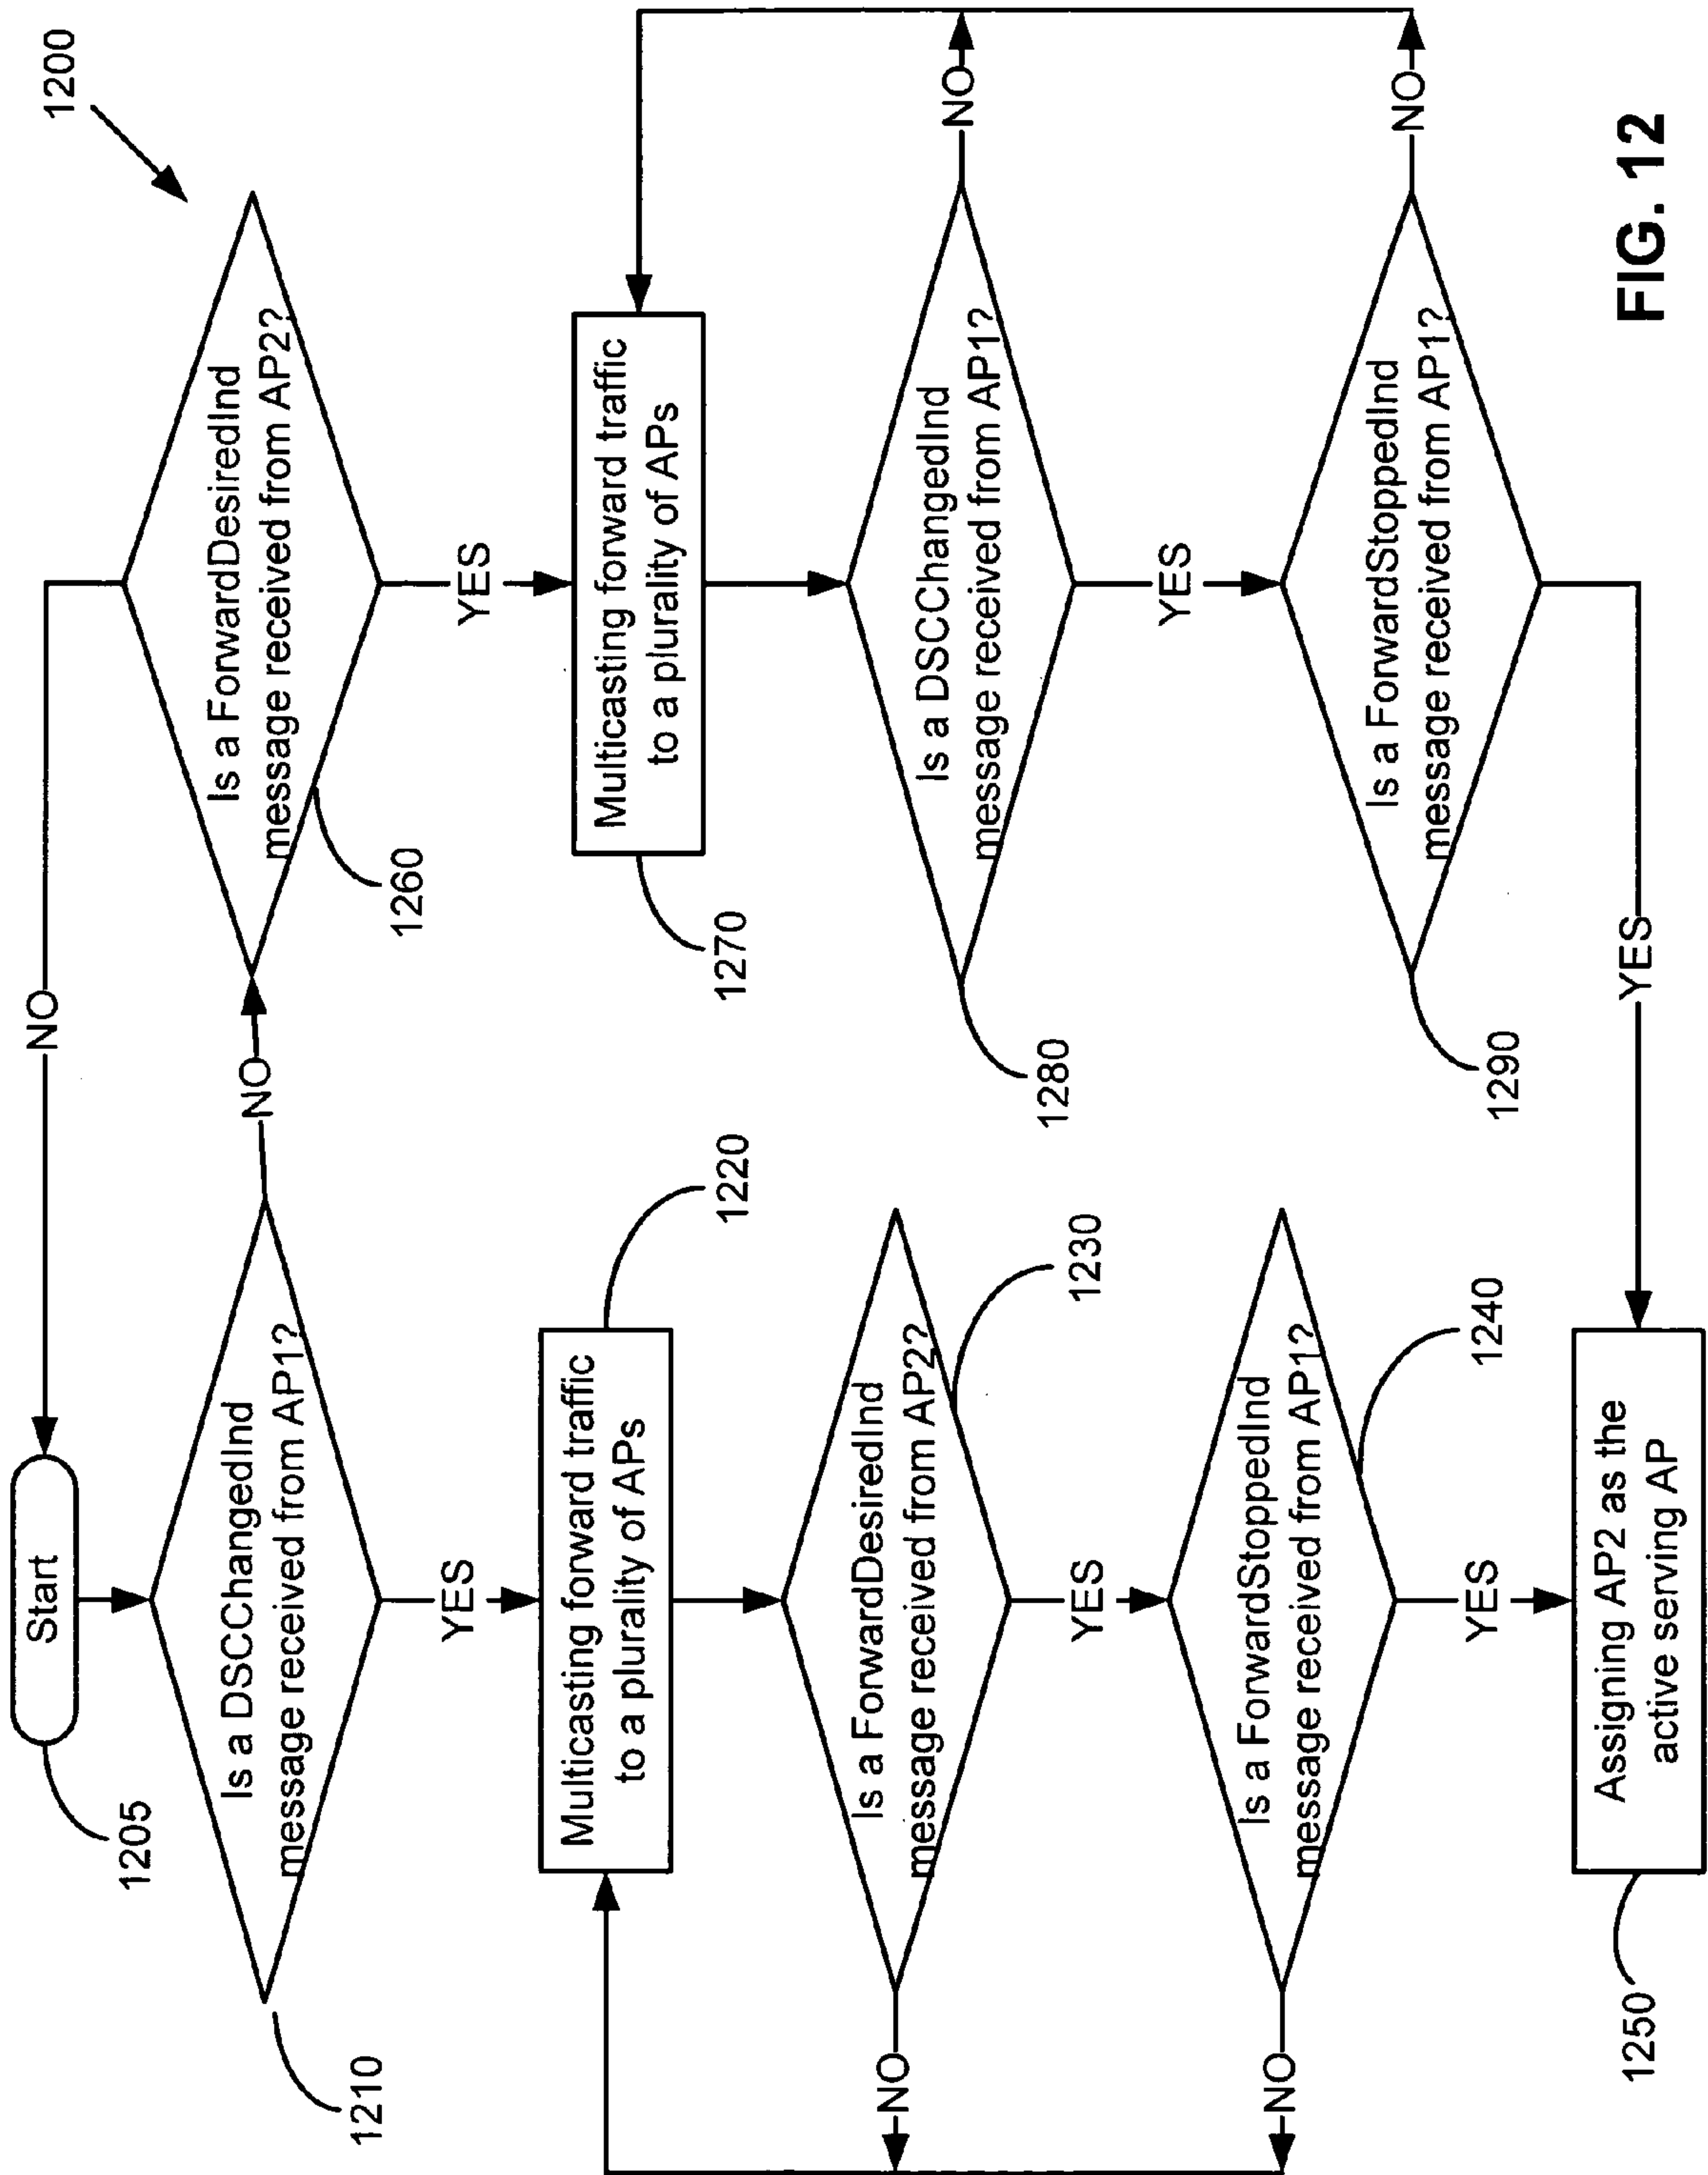 1200
Start
1205
NO
Is a DSCChangedInd
message received from AP1?
1210
NO
Is a ForwardDesiredInd
message received from AP2?
1260
YES
Multicasting forward traffic
to a plurality of APs
1220
YES
Multicasting forward traffic
to a plurality of APs
1270
Is a ForwardDesiredInd
message received from AP2?
1230
NO
Is a DSCChangedInd
message received from AP1?
1280
NO
YES
YES
Is a ForwardStoppedInd
message received from AP1?
1240
NO
Is a ForwardStoppedInd
message received from AP1?
1290
NO
YES
YES
Assigning AP2 as the
active serving AP
1250
FIG. 12